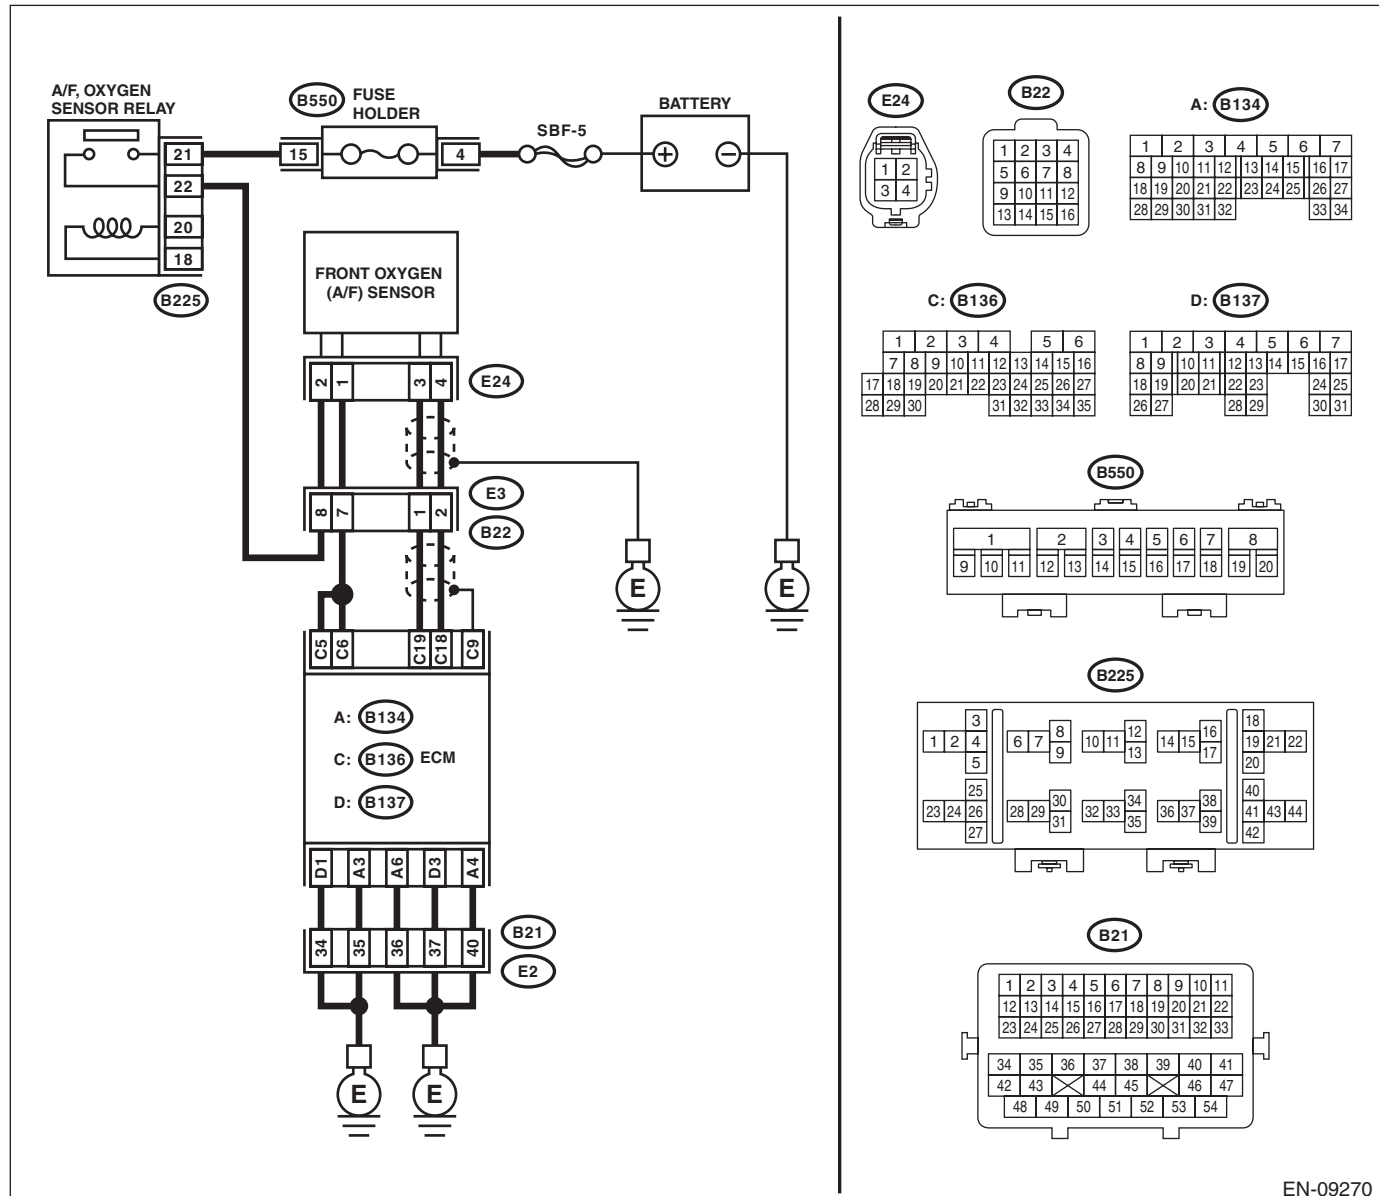 A/F, OXYGEN
SENSOR RELAY
B550
FUSE
HOLDER
SBF-5
BATTERY
21
15
4
+
−
22
20
18
B225
FRONT OXYGEN
(A/F) SENSOR
2 1 3 4
E24
E3
8 7 1 2
B22
E
E
C5 C6 C19 C18 C9
A: B134
C: B136 ECM
D: B137
D1 A3 A6 D3 A4
B21
34 35 36 37 40
E2
E
E
E24
1 2
3 4
B22
1 2 3 4
5 6 7 8
9 10 11 12
13 14 15 16
A: B134
1 2 3 4 5 6 7
8 9 10 11 12 13 14 15 16 17
18 19 20 21 22 23 24 25 26 27
28 29 30 31 32 33 34
C: B136
1 2 3 4 5 6
7 8 9 10 11 12 13 14 15 16
17 18 19 20 21 22 23 24 25 26 27
28 29 30 31 32 33 34 35
D: B137
1 2 3 4 5 6 7
8 9 10 11 12 13 14 15 16 17
18 19 20 21 22 23 24 25
26 27 28 29 30 31
B550
1 2 3 4 5 6 7 8
9 10 11 12 13 14 15 16 17 18 19 20
B225
3 8 12 16 18
1 2 4 6 7 10 11 14 15 19 21 22
5 9 13 17 20
25 30 34 38 40
23 24 26 28 29 32 33 36 37 41 43 44
27 31 35 39 42
B21
1 2 3 4 5 6 7 8 9 10 11
12 13 14 15 16 17 18 19 20 21 22
23 24 25 26 27 28 29 30 31 32 33
34 35 36 37 38 39 40 41
42 43 44 45 46 47
48 49 50 51 52 53 54
EN-09270